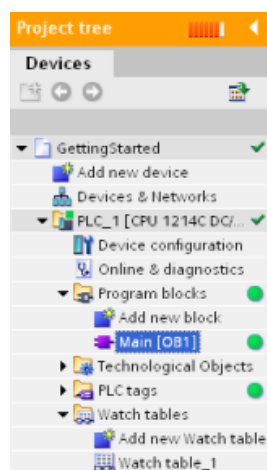 Project tree
Devices
GettingStarted
Add new device
Devices & Networks
PLC_1 [CPU 1214C DC/...
Device configuration
Online & diagnostics
Program blocks
Add new block
Main [OB1]
Technological Objects
PLC tags
Watch tables
Add new Watch table
Watch table_1